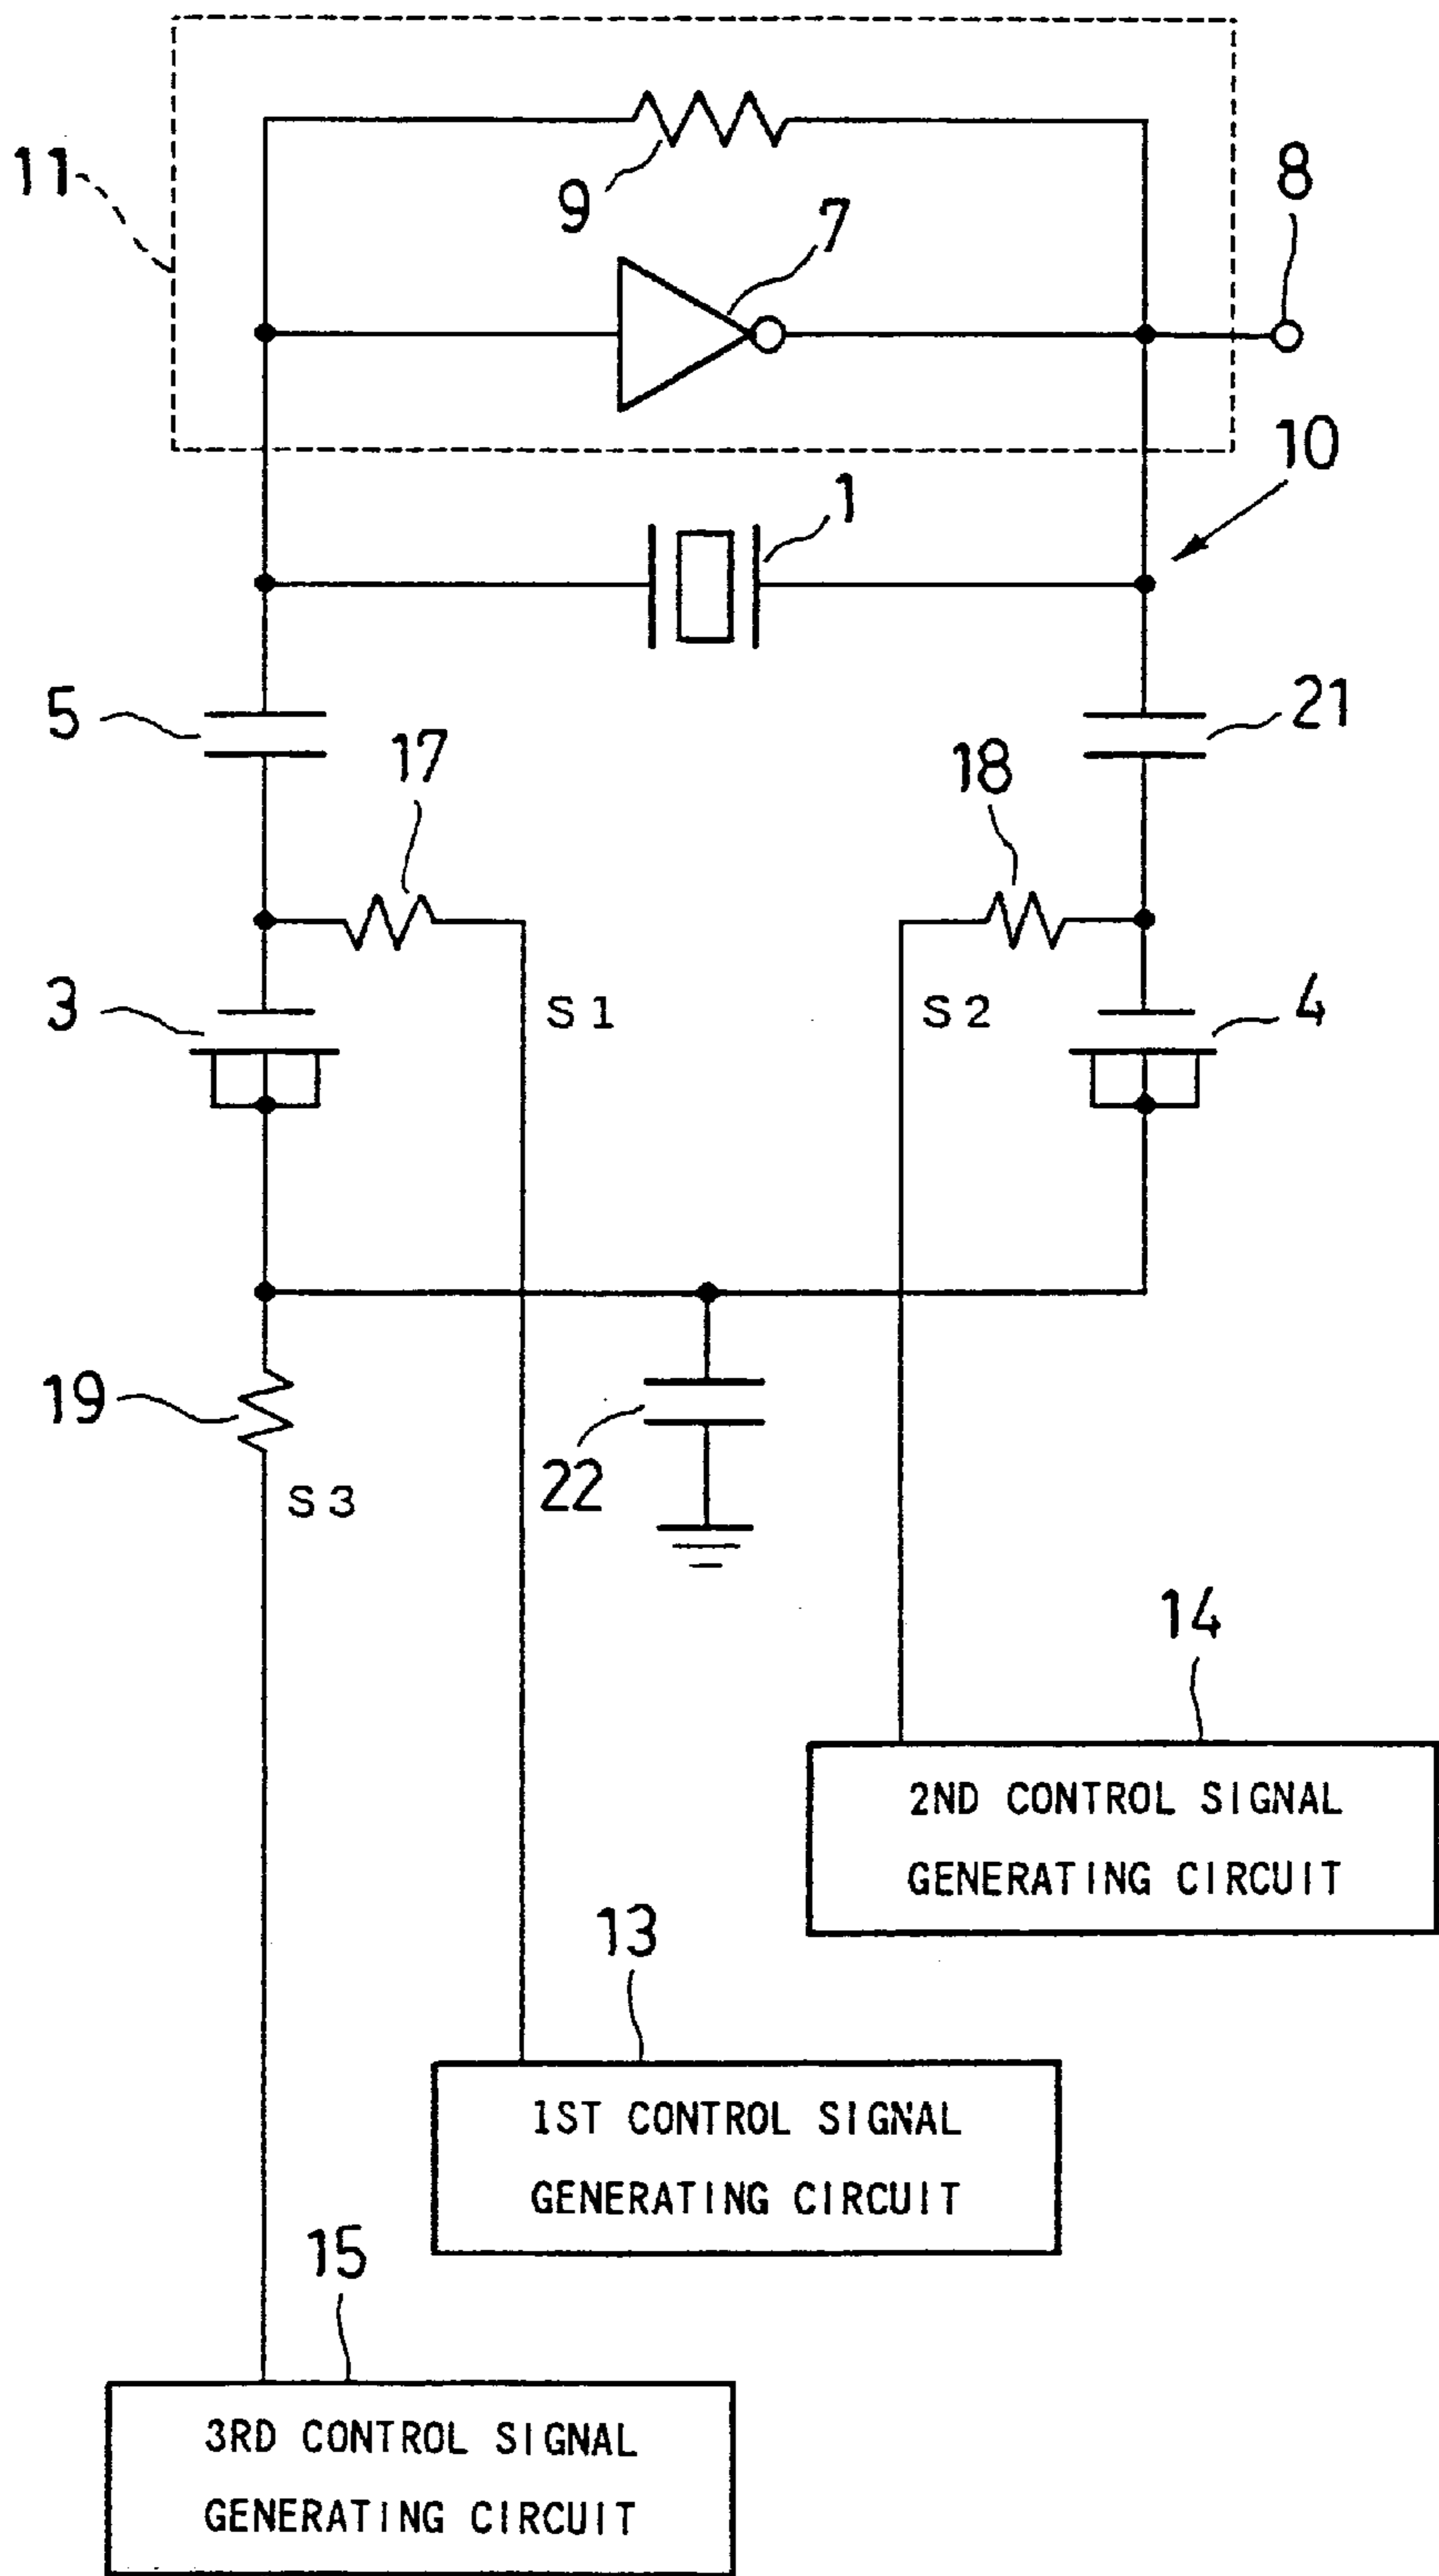 11
9
7
8
10
1
5
21
17
18
3
S1
S2
4
19
22
S3
14
2ND CONTROL SIGNAL
GENERATING CIRCUIT
13
1ST CONTROL SIGNAL
GENERATING CIRCUIT
15
3RD CONTROL SIGNAL
GENERATING CIRCUIT